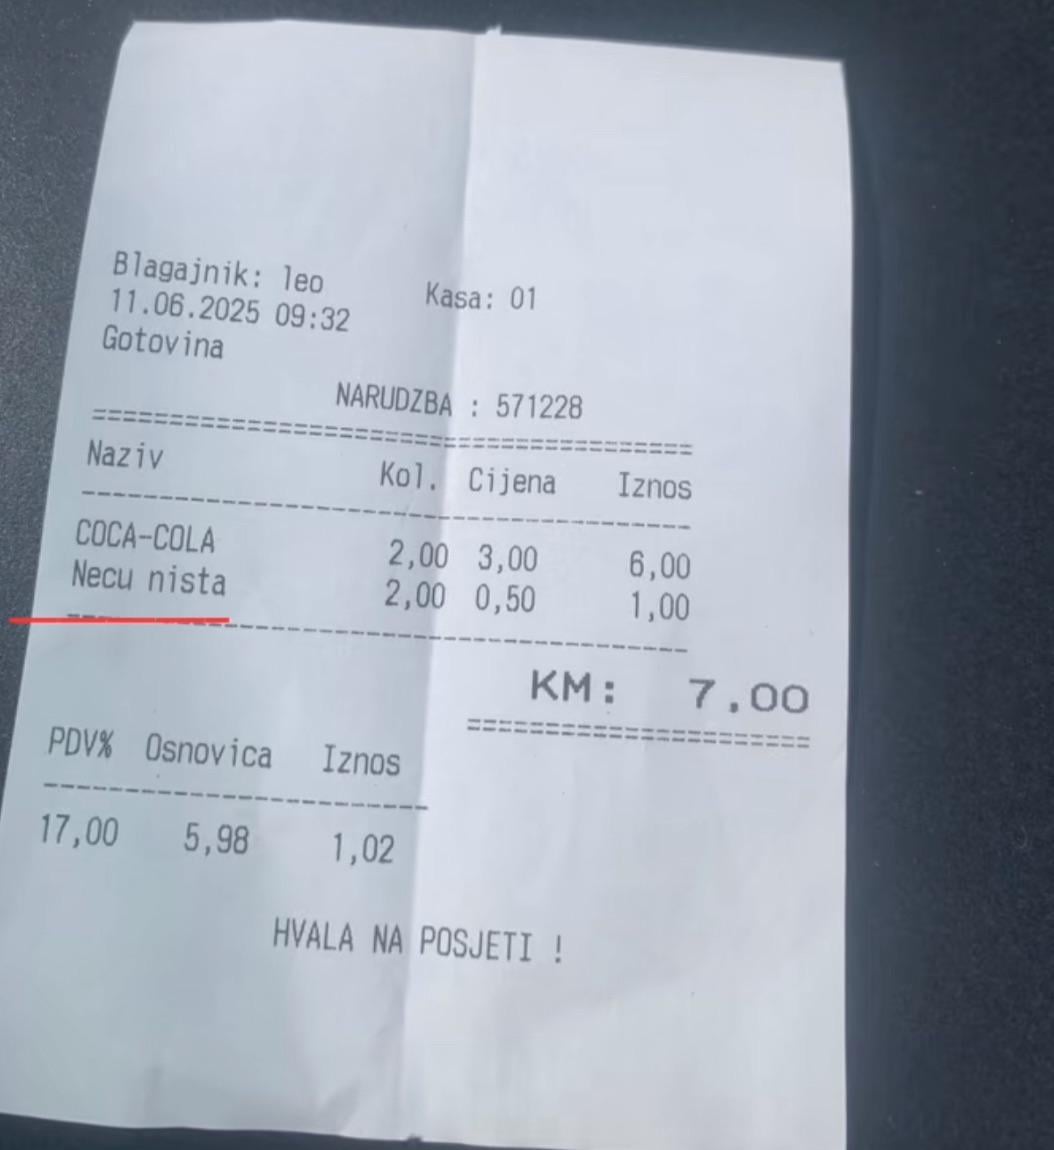 Blagajnik: leo Kasa: 01
11.06.2025 09:32
Gotovina
NARUDZBA : 571228
Naziv Kol. Cijena Iznos
COCA-COLA 2,00 3,00 6,00
Necu nista 2,00 0,50 1,00
KM: 7.00
PDV% Osnovica Iznos
17,00 5,98 1,02
HVALA NA POSJETI !